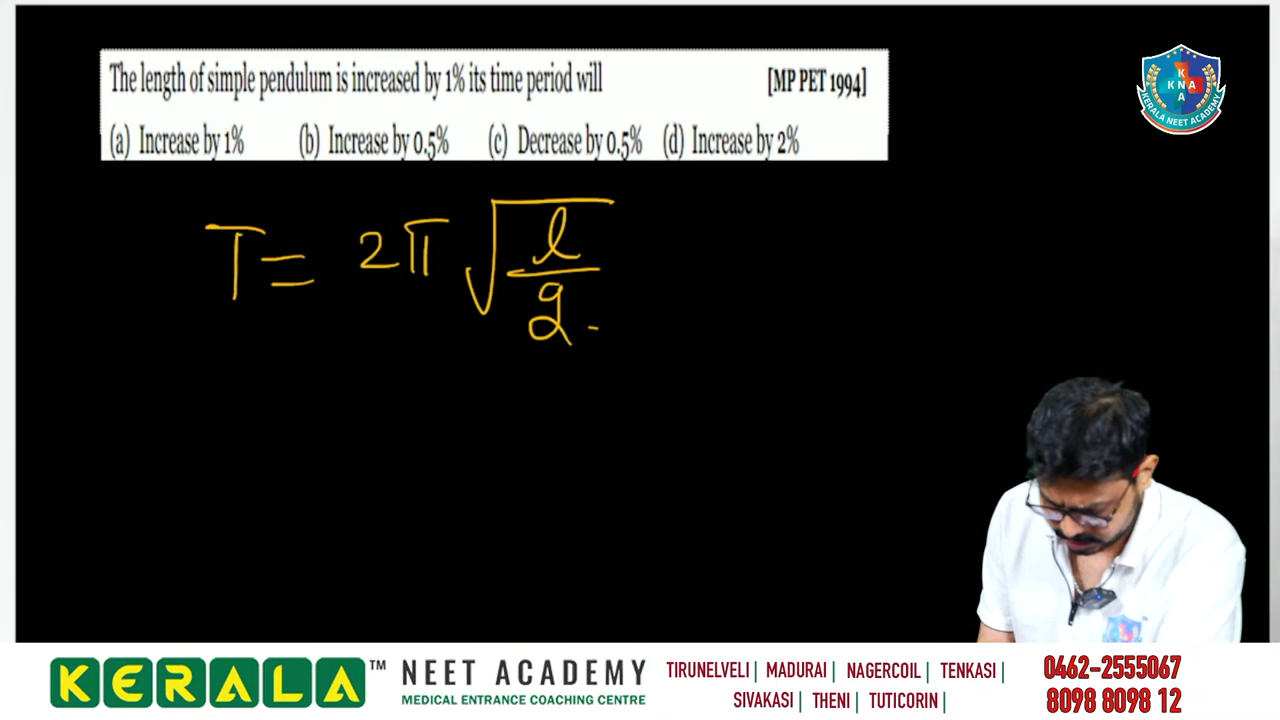 The length of simple pendulum is increased by 1% its time period will [MP PET 1994]
(a) Increase by 1% (b) Increase by 0.5% (c) Decrease by 0.5% (d) Increase by 2%
K
KNA
A
KERALA NEET ACADEMY
T = 2π √(l/g)
KERALA™ NEET ACADEMY
MEDICAL ENTRANCE COACHING CENTRE
TIRUNELVELI | MADURAI | NAGERCOIL | TENKASI |
SIVAKASI | THENI | TUTICORIN |
0462-2555067
8098 8098 12